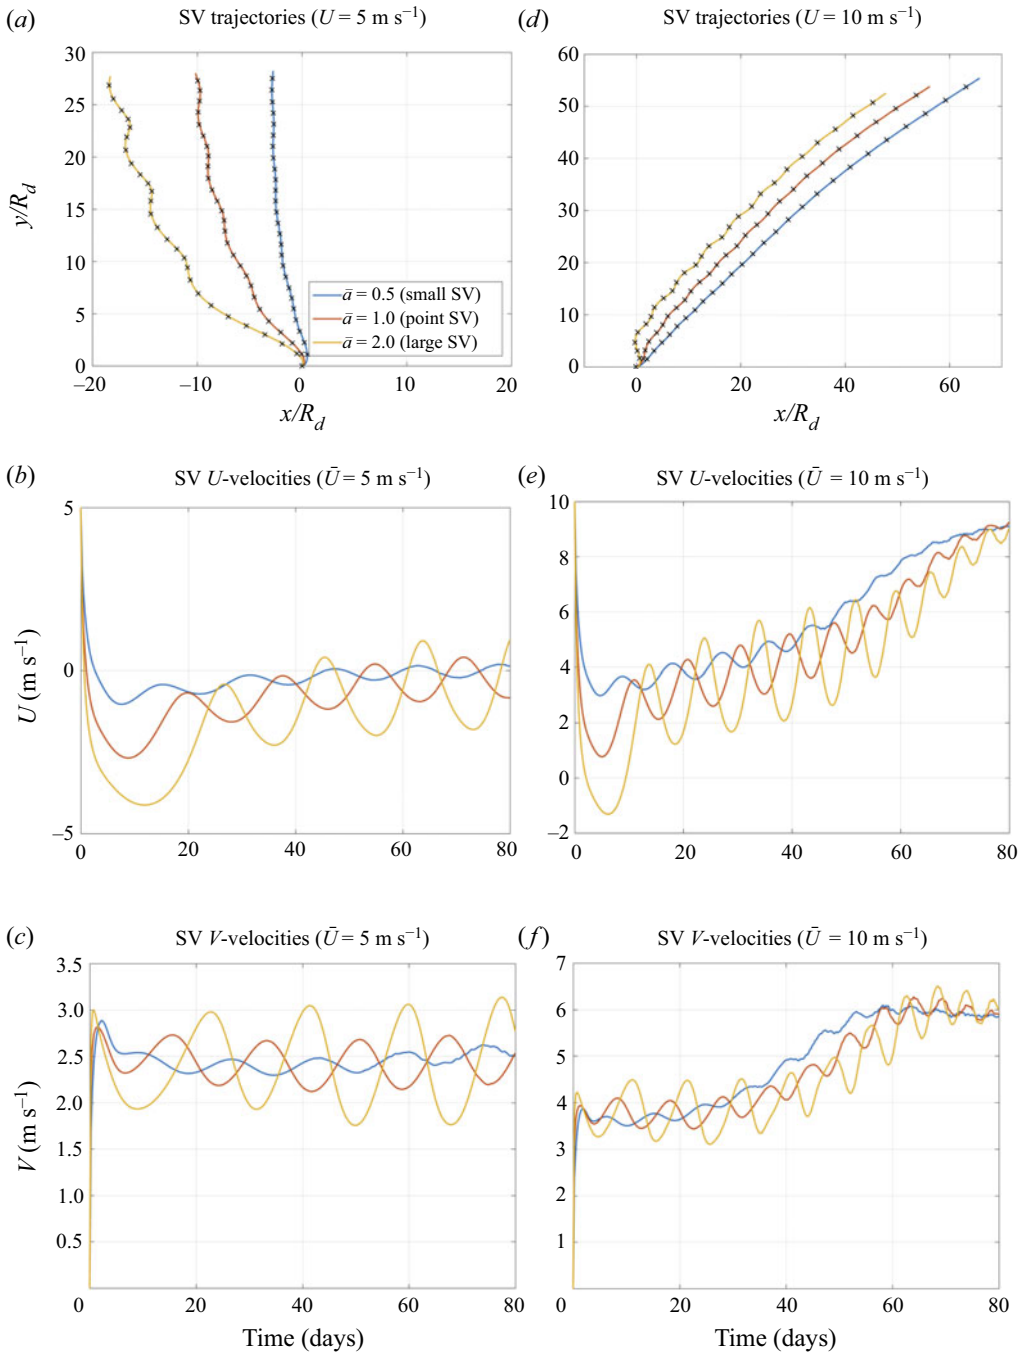 (a) SV trajectories (U = 5 m s⁻¹)
30
25
20
15
10
5
0
y/R_d
–20 –10 0 10 20
x/R_d
ā = 0.5 (small SV)
ā = 1.0 (point SV)
ā = 2.0 (large SV)
(d) SV trajectories (U = 10 m s⁻¹)
60
50
40
30
20
10
0
0 20 40 60
x/R_d
(b) SV U-velocities (Ū = 5 m s⁻¹)
5
0
–5
U (m s⁻¹)
0 20 40 60 80
(e) SV U-velocities (Ū = 10 m s⁻¹)
10
8
6
4
2
0
–2
0 20 40 60 80
(c) SV V-velocities (Ū = 5 m s⁻¹)
3.5
3.0
2.5
2.0
1.5
1.0
0.5
V (m s⁻¹)
0 20 40 60 80
Time (days)
(f) SV V-velocities (Ū = 10 m s⁻¹)
7
6
5
4
3
2
1
0 20 40 60 80
Time (days)